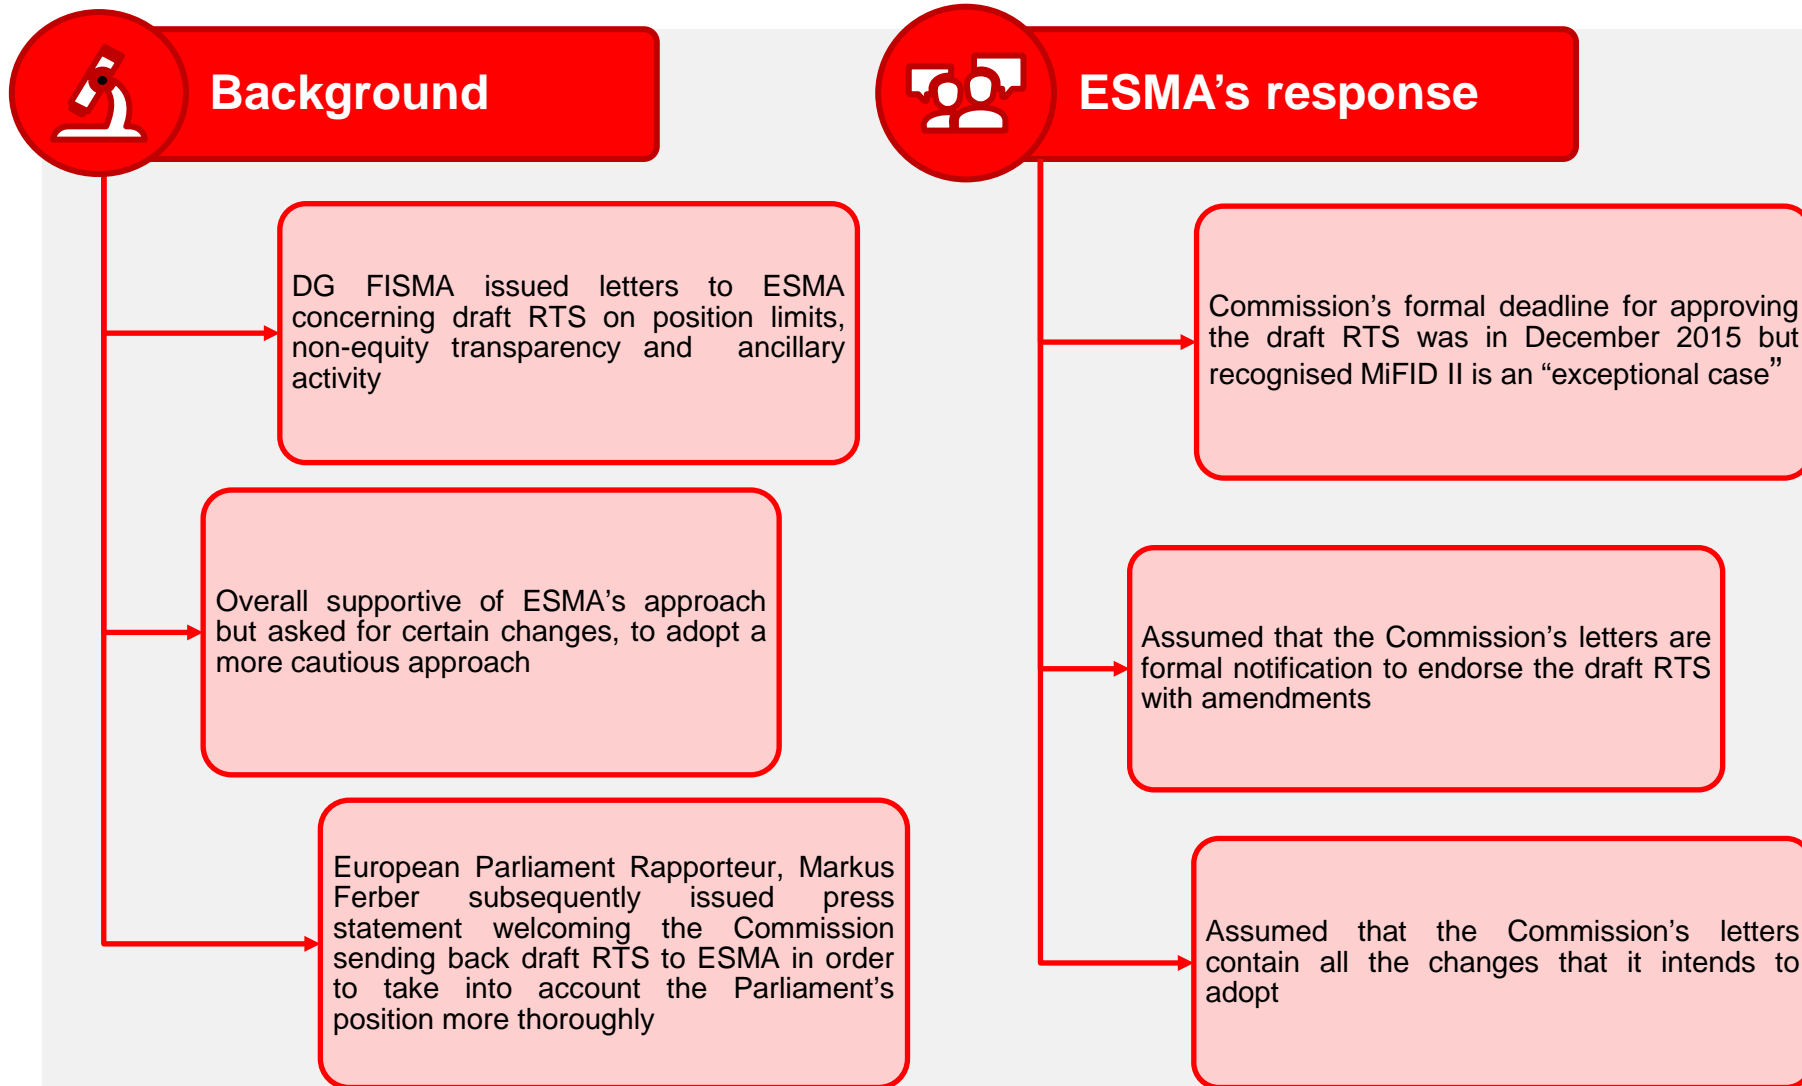 Background
DG FISMA issued letters to ESMA
concerning draft RTS on position limits,
non-equity transparency and ancillary
activity
Overall supportive of ESMA’s approach
but asked for certain changes, to adopt a
more cautious approach
European Parliament Rapporteur, Markus
Ferber subsequently issued press
statement welcoming the Commission
sending back draft RTS to ESMA in order
to take into account the Parliament’s
position more thoroughly
ESMA’s response
Commission’s formal deadline for approving
the draft RTS was in December 2015 but
recognised MiFID II is an “exceptional case”
Assumed that the Commission’s letters are
formal notification to endorse the draft RTS
with amendments
Assumed that the Commission’s letters
contain all the changes that it intends to
adopt